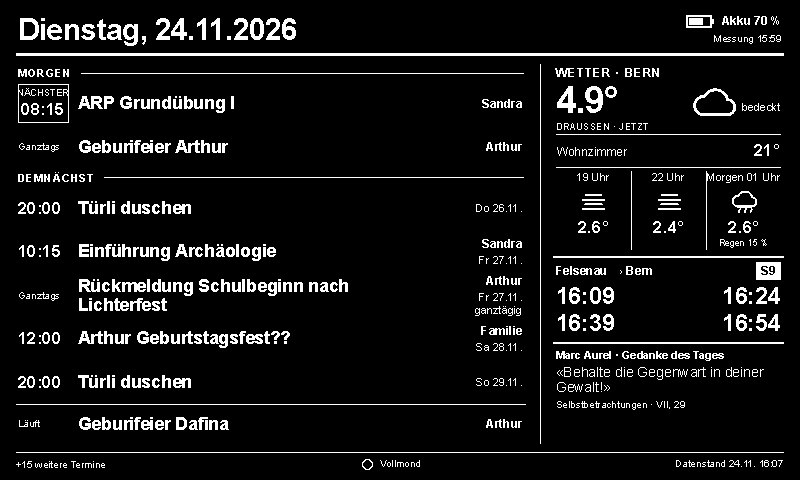 Dienstag, 24.11.2026
Akku 70 %
Messung 15:59
MORGEN
NÄCHSTER
08:15 ARP Grundübung I Sandra
Ganztags Geburifeier Arthur Arthur
DEMNÄCHST
20:00 Türli duschen Do 26.11.
10:15 Einführung Archäologie Sandra
Fr 27.11.
Ganztags Rückmeldung Schulbeginn nach
Lichterfest
Arthur
Fr 27.11.
ganztägig
12:00 Arthur Geburtstagsfest?? Familie
Sa 28.11.
20:00 Türli duschen So 29.11.
Läuft Geburifeier Dafina Arthur
WETTER · BERN
4.9° bedeckt
DRAUSSEN · JETZT
Wohnzimmer 21°
19 Uhr 22 Uhr Morgen 01 Uhr
2.6° 2.4° 2.6°
Regen 15 %
Felsenau › Bern S9
16:09 16:24
16:39 16:54
Marc Aurel · Gedanke des Tages
«Behalte die Gegenwart in deiner
Gewalt!»
Selbstbetrachtungen · VII, 29
+15 weitere Termine Vollmond Datenstand 24.11. 16:07